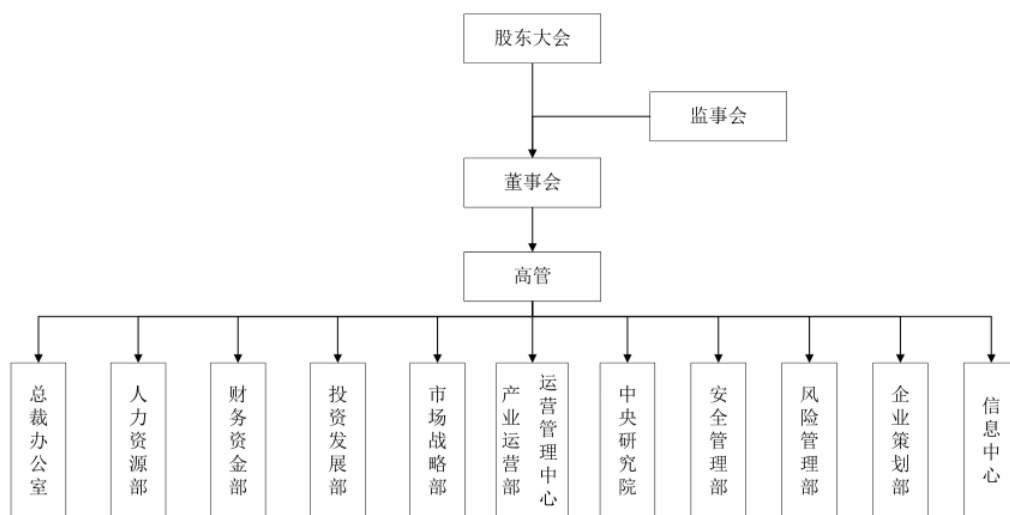 股东大会
监事会
董事会
高管
总裁办公室
人力资源部
财务资金部
投资发展部
市场战略部
产业运营部
运营管理中心
中央研究院
安全管理部
风险管理部
企业策划部
信息中心